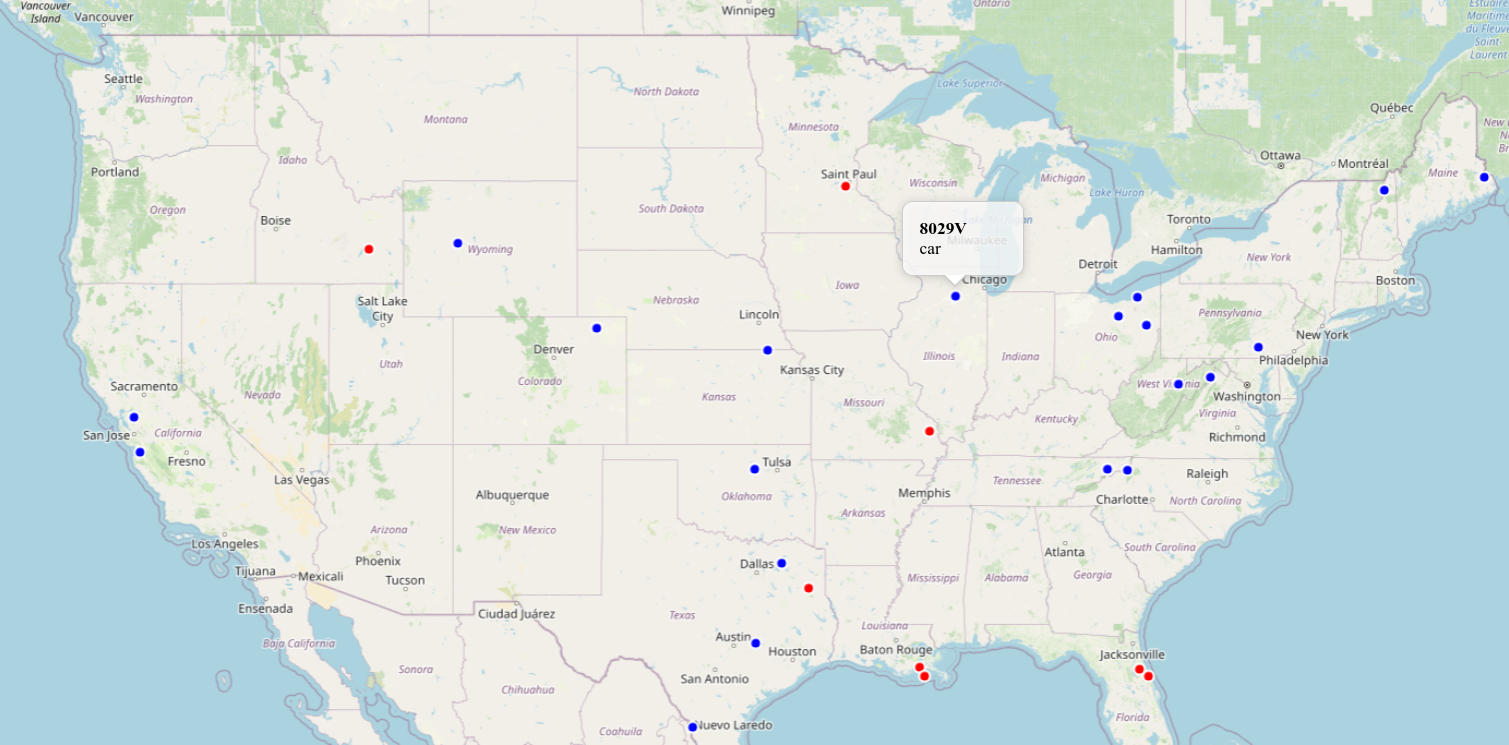 Vancouver
Island
Vancouver
Winnipeg
Ontario
Estuaire
Maritime
du Fleuve
Saint-
Laurent
Seattle
Washington
North Dakota
Lake Superior
Québec
Montana
Minnesota
New
Ottawa
Montréal
Idaho
Portland
Saint Paul
Wisconsin
Michigan
Maine
Lake Huron
Oregon
Boise
South Dakota
Toronto
8029V
car
Lake Michigan
Milwaukee
Wyoming
Hamilton
New York
Detroit
Chicago
Boston
Iowa
Salt Lake
City
Nebraska
Lincoln
Pennsylvania
New York
Ohio
Denver
Utah
Illinois
Indiana
Philadelphia
Kansas City
Colorado
Sacramento
Nevada
Kansas
Missouri
West Virginia
Washington
Virginia
Kentucky
San Jose
California
Richmond
Fresno
Tulsa
Las Vegas
Raleigh
Tennessee
Albuquerque
Oklahoma
Memphis
Charlotte
North Carolina
Arizona
New Mexico
Arkansas
Los Angeles
Phoenix
Atlanta
South Carolina
Tijuana
Mexicali
Tucson
Dallas
Mississippi
Alabama
Georgia
Ensenada
Ciudad Juárez
Texas
Louisiana
Baja California
Austin
Houston
Baton Rouge
Jacksonville
Sonora
San Antonio
Chihuahua
Florida
Coahuila
Nuevo Laredo